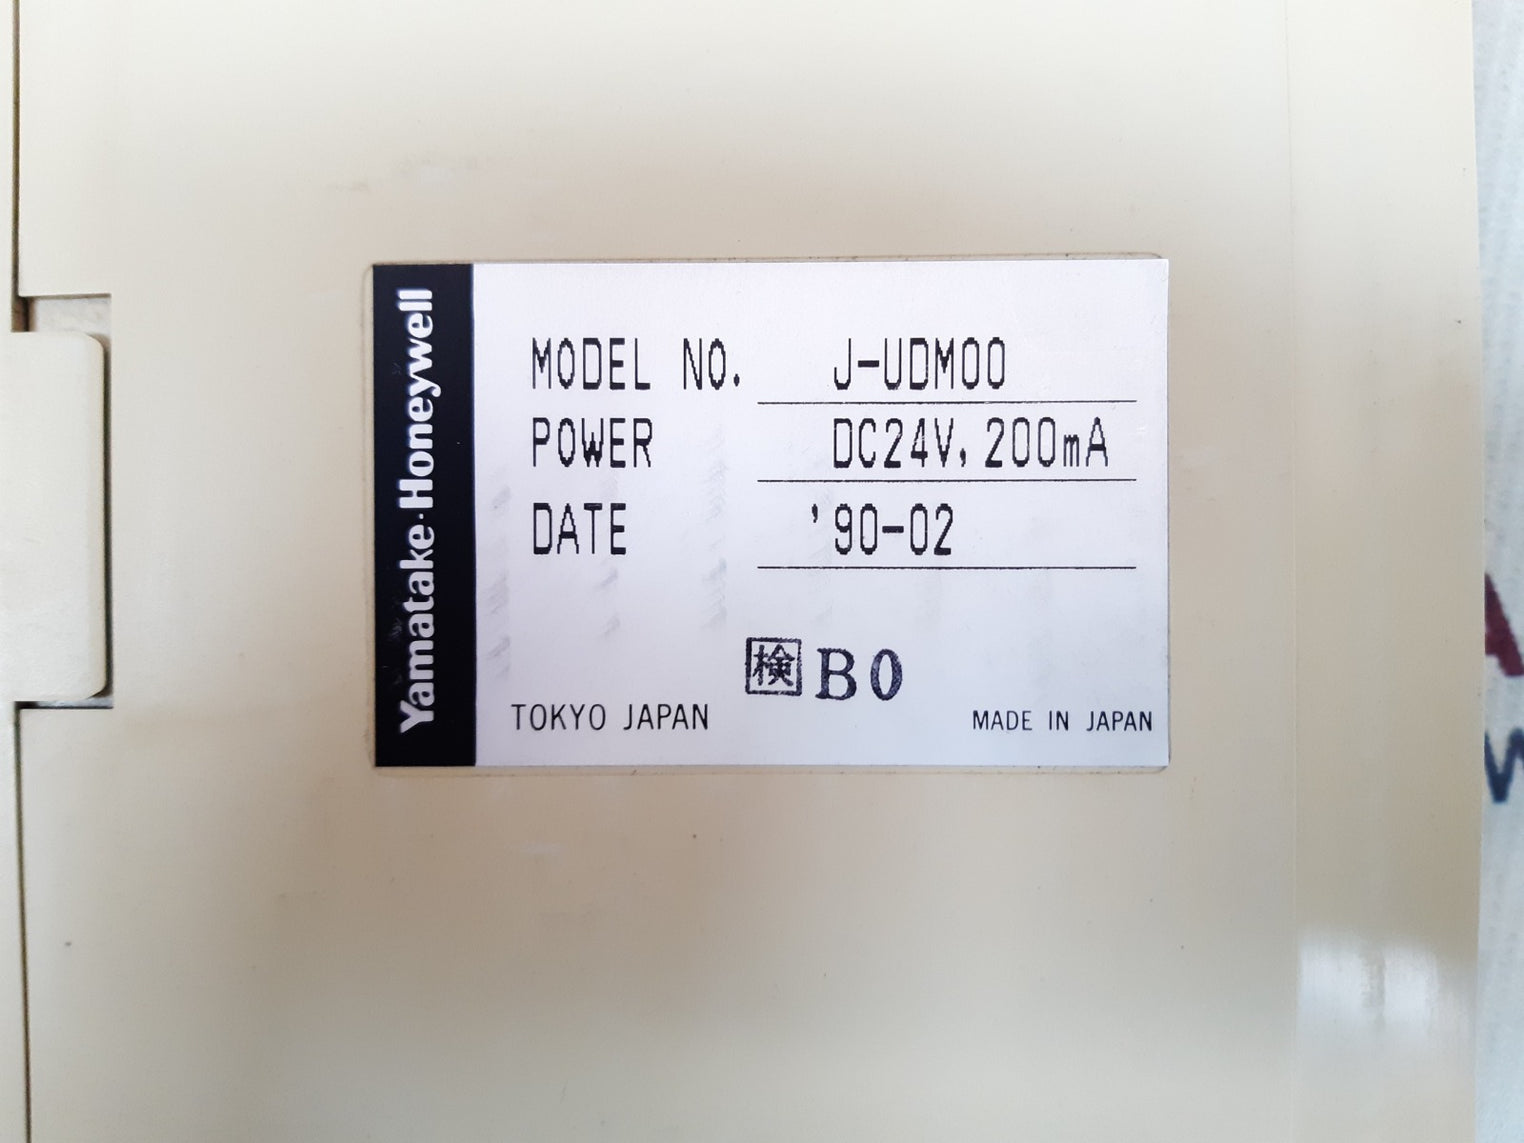 Yamatake·Honeywell
MODEL NO. J-UDM00
POWER DC24V, 200mA
DATE '90-02
検 B0
TOKYO JAPAN
MADE IN JAPAN